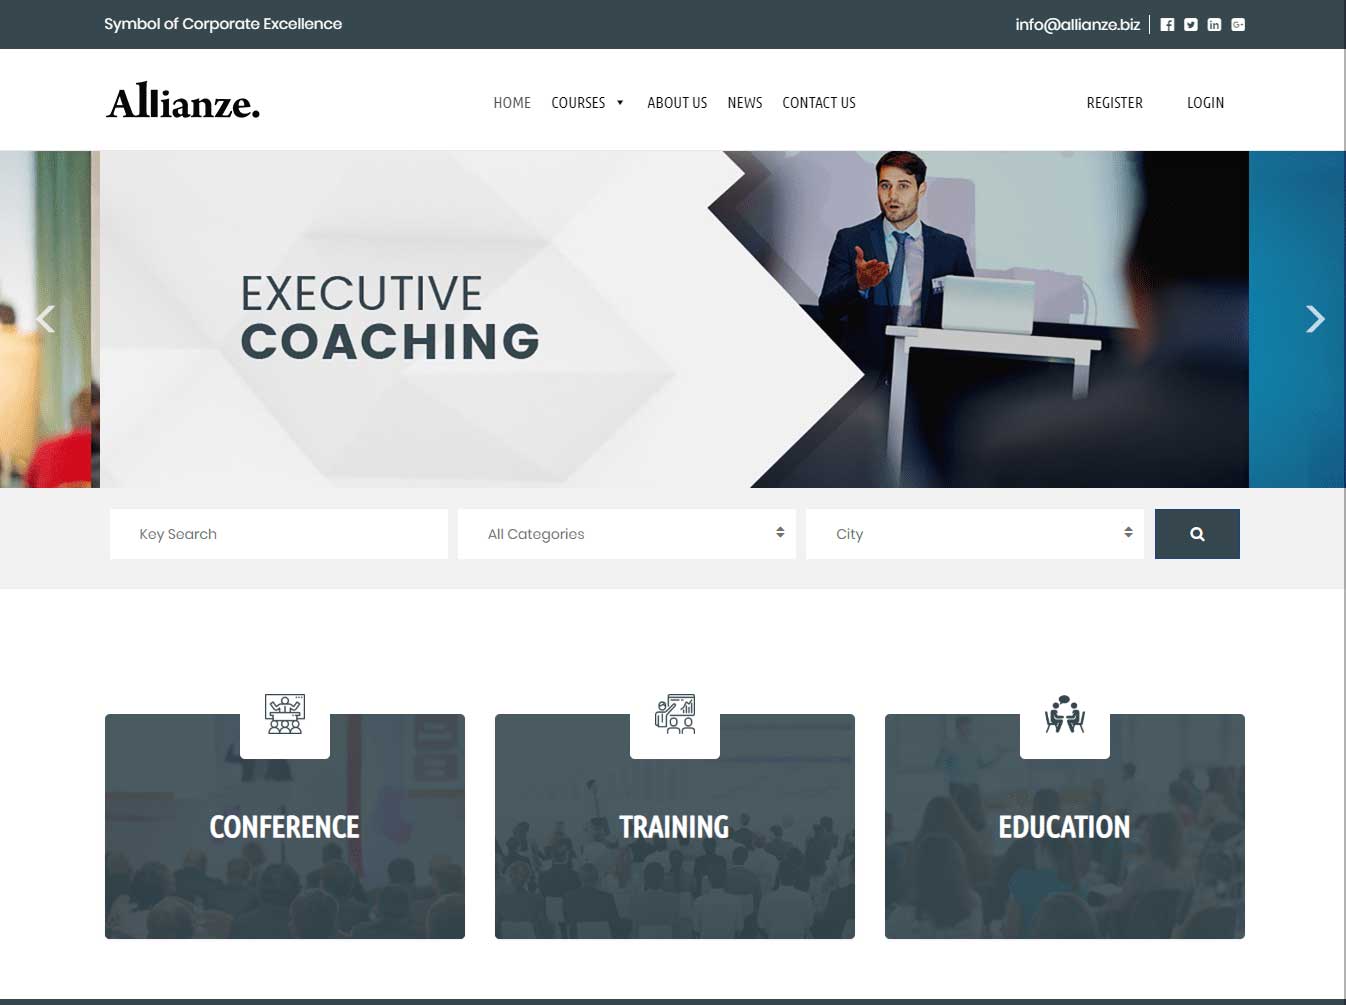 Symbol of Corporate Excellence
info@allianze.biz
Allianze.
HOME COURSES ABOUT US NEWS CONTACT US
REGISTER LOGIN
EXECUTIVE
COACHING
Key Search
All Categories
City
CONFERENCE
TRAINING
EDUCATION